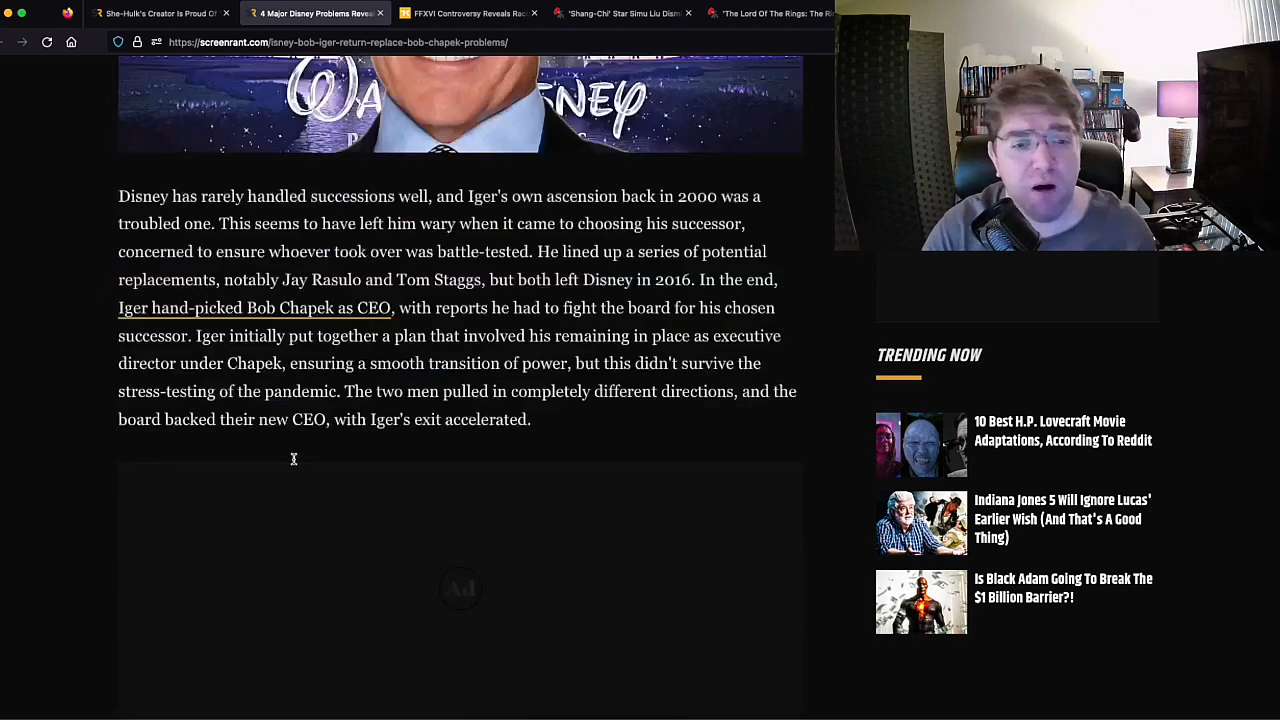 She-Hulk's Creator Is Proud Of
4 Major Disney Problems Revea
FFXVI Controversy Reveals Rac
'Shang-Chi' Star Simu Liu Dism
'The Lord Of The Rings: The Ri
https://screenrant.com/isney-bob-iger-return-replace-bob-chapek-problems/
Disney has rarely handled successions well, and Iger's own ascension back in 2000 was a
troubled one. This seems to have left him wary when it came to choosing his successor,
concerned to ensure whoever took over was battle-tested. He lined up a series of potential
replacements, notably Jay Rasulo and Tom Staggs, but both left Disney in 2016. In the end,
Iger hand-picked Bob Chapek as CEO, with reports he had to fight the board for his chosen
successor. Iger initially put together a plan that involved his remaining in place as executive
director under Chapek, ensuring a smooth transition of power, but this didn't survive the
stress-testing of the pandemic. The two men pulled in completely different directions, and the
board backed their new CEO, with Iger's exit accelerated.
Ad
TRENDING NOW
10 Best H.P. Lovecraft Movie
Adaptations, According To Reddit
Indiana Jones 5 Will Ignore Lucas'
Earlier Wish (And That's A Good
Thing)
Is Black Adam Going To Break The
$1 Billion Barrier?!